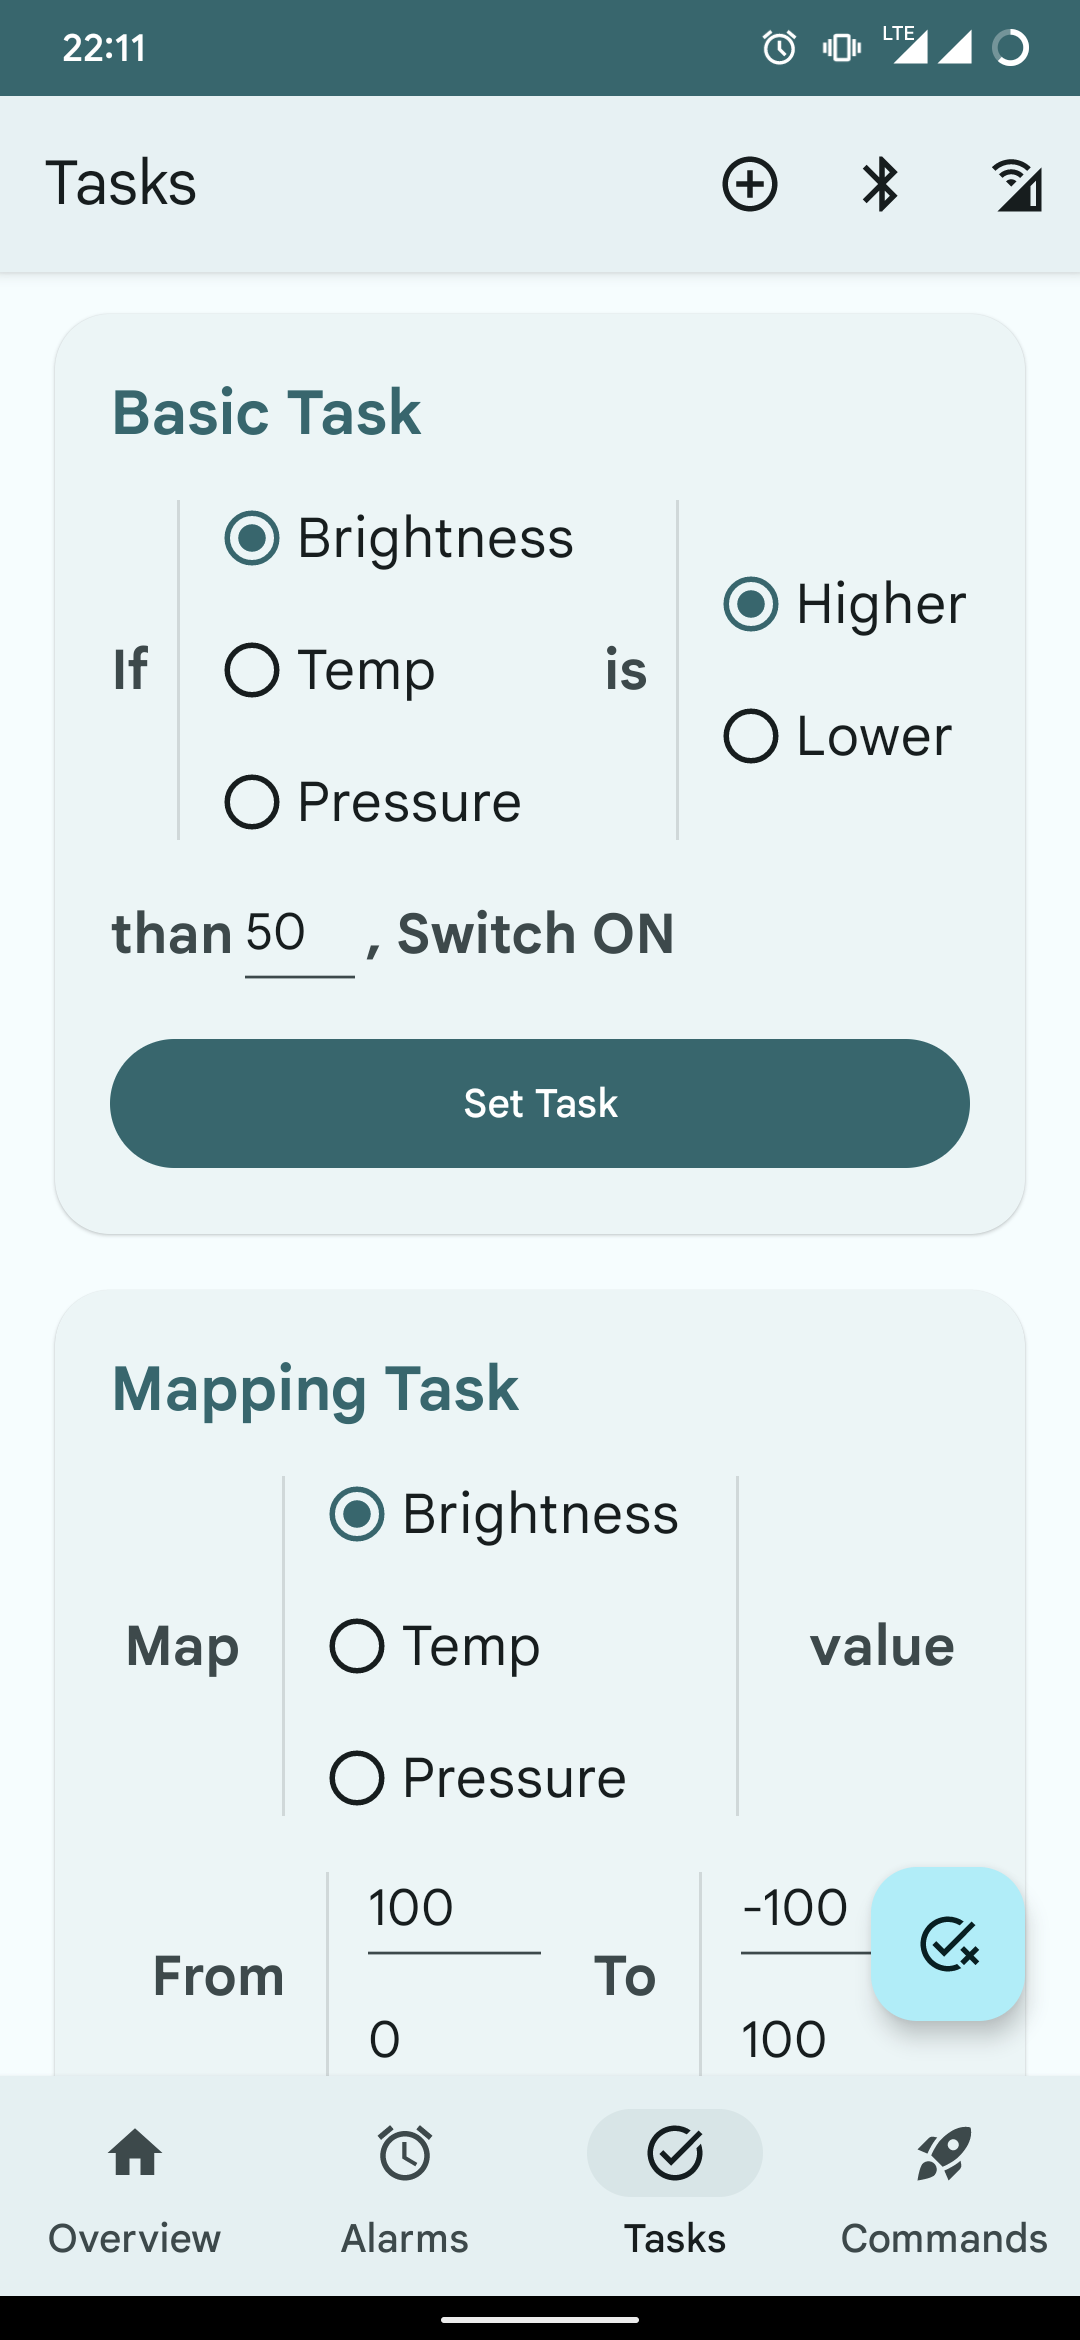 22:11
LTE
Tasks
Basic Task
Brightness
Higher
If
Temp
is
Lower
Pressure
than 50 , Switch ON
Set Task
Mapping Task
Brightness
Map
Temp
value
Pressure
100
-100
From
To
0
100
Overview
Alarms
Tasks
Commands